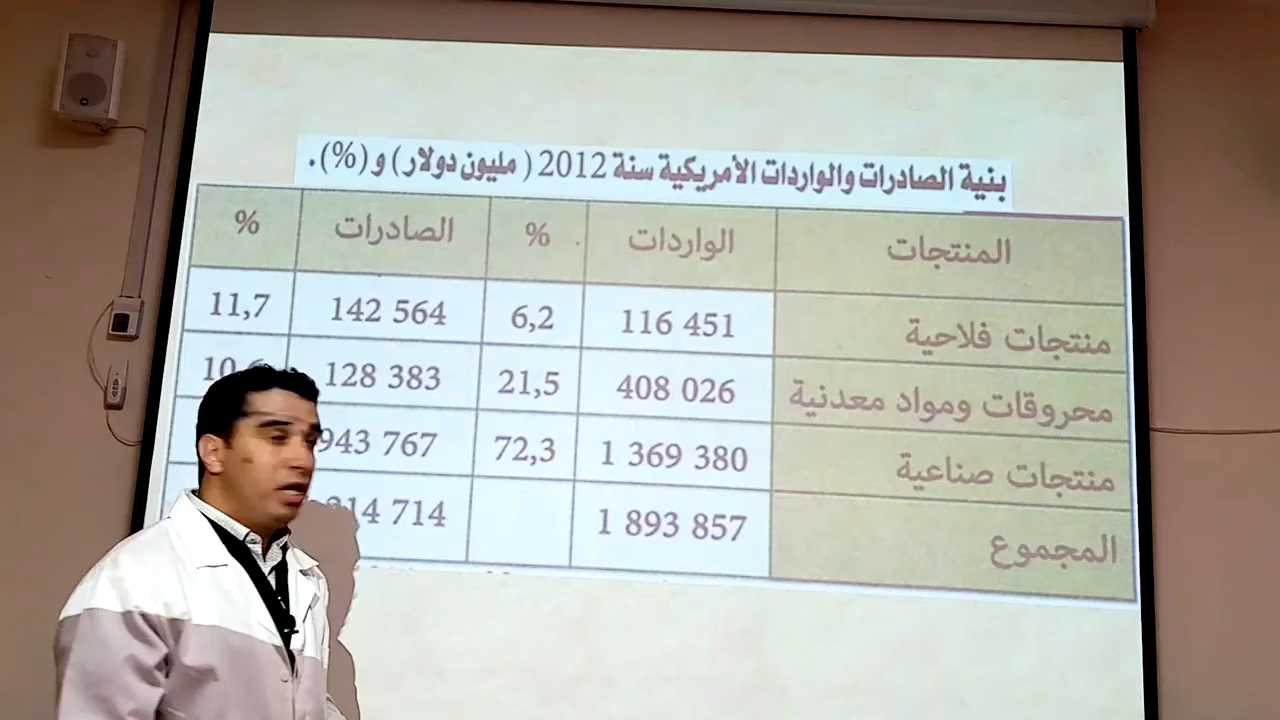 بنية الصادرات والواردات الأمريكية سنة 2012 ( مليون دولار) و (%).
المنتجات الواردات % الصادرات %
منتجات فلاحية 116 451 6,2 142 564 11,7
محروقات ومواد معدنية 408 026 21,5 128 383
منتجات صناعية 1 369 380 72,3 943 767
المجموع 1 893 857 714